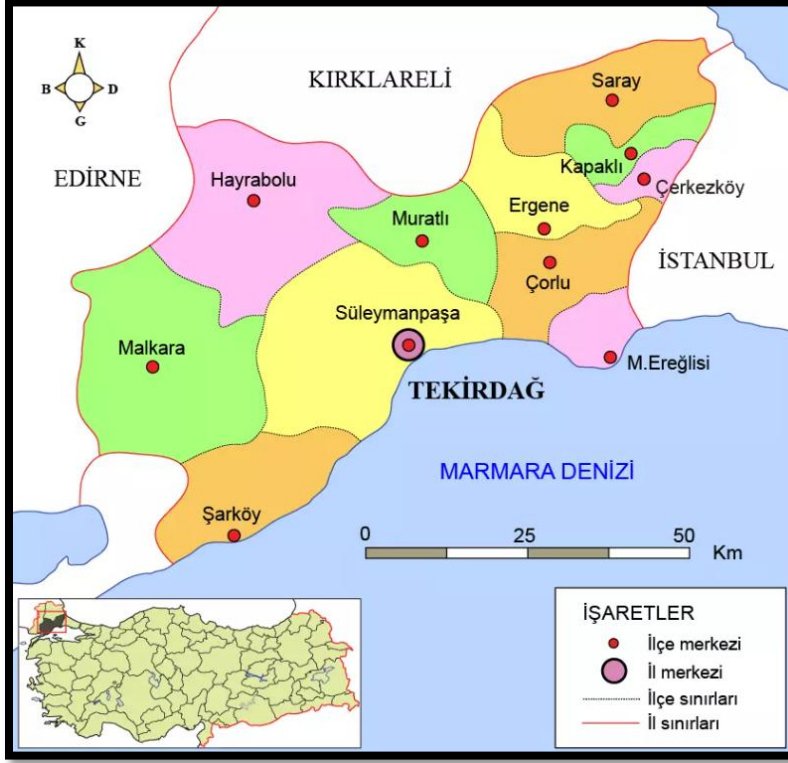 K
B D
G
KIRKLARELİ
Saray
EDİRNE
Hayrabolu
Kapaklı
Çerkezköy
Muratlı
Ergene
İSTANBUL
Çorlu
Süleymanpaşa
Malkara
M.Ereğlisi
TEKİRDAĞ
MARMARA DENİZİ
Şarköy
0 25 50
Km
İŞARETLER
İlçe merkezi
İl merkezi
İlçe sınırları
İl sınırları